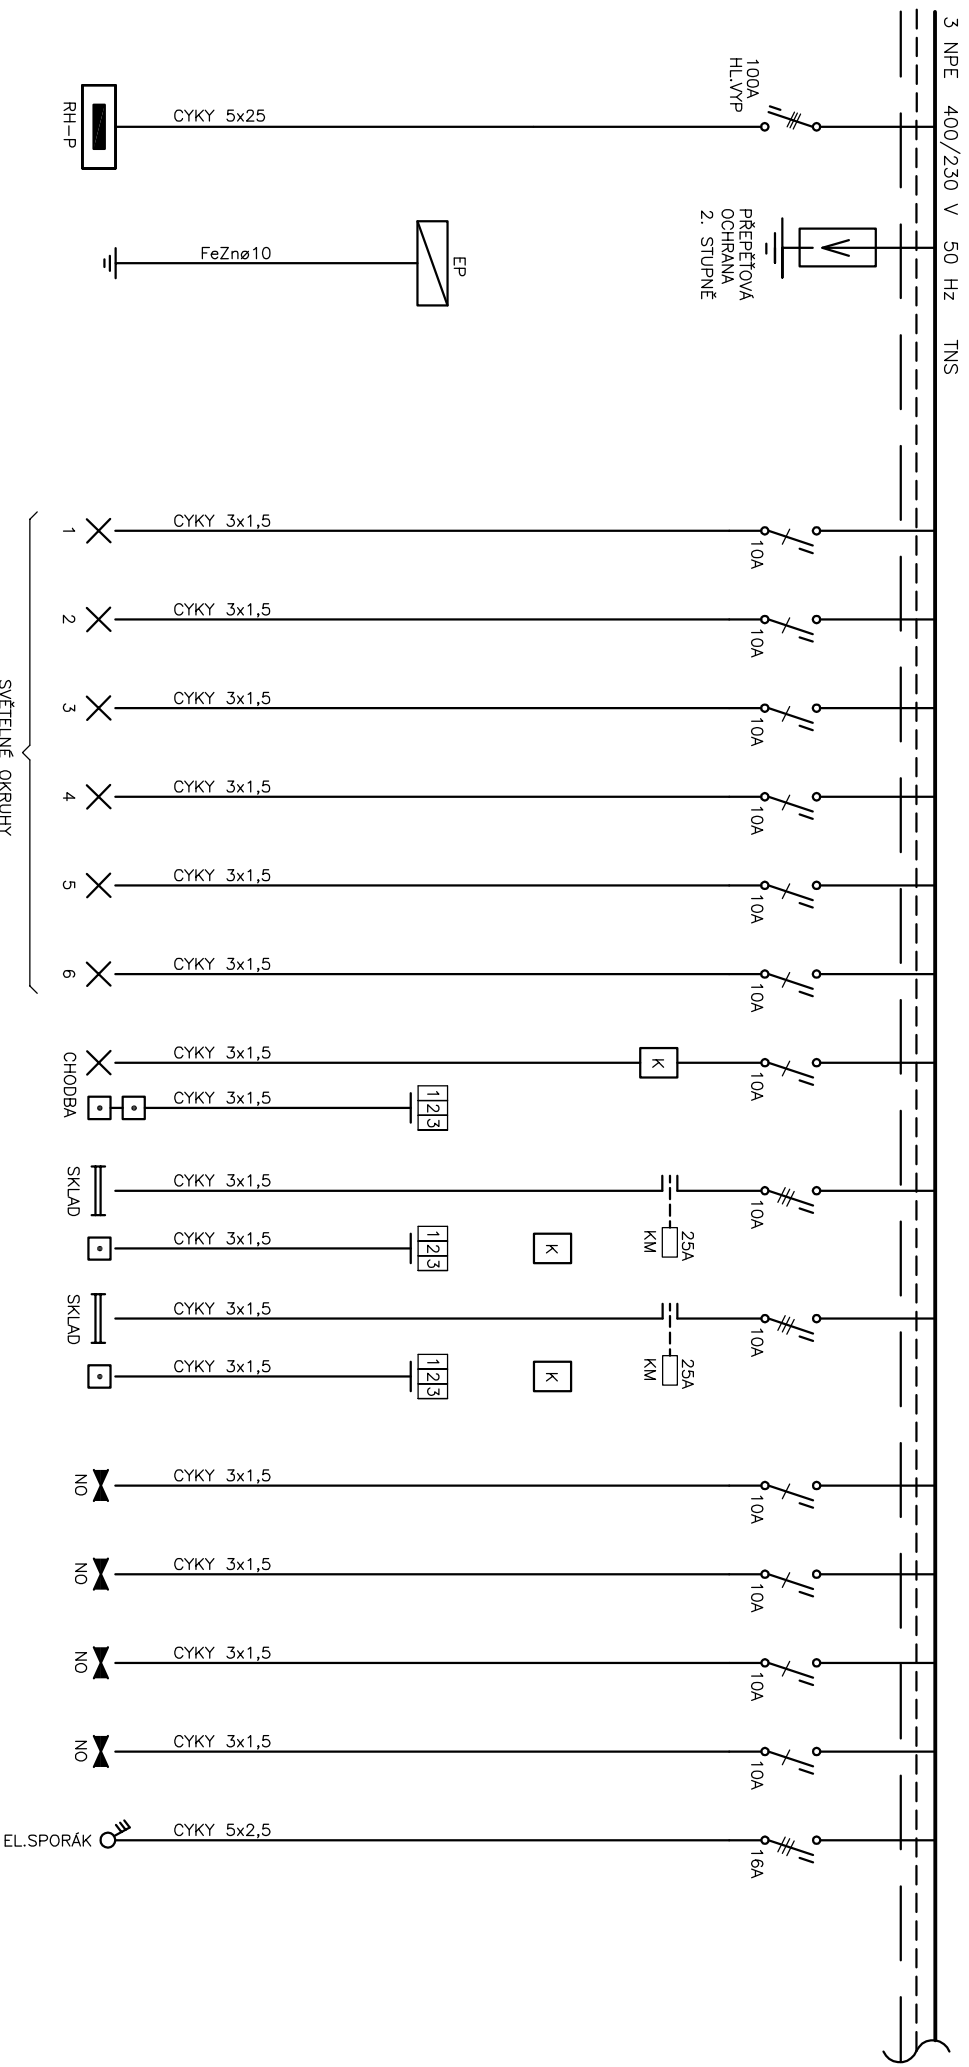 3 NPE 400/230 V 50 Hz TNS
100A
HL.VYP
CYKY 5x25
RH-P
PŘEPĚŤOVÁ
OCHRANA
2. STUPNĚ
EP
FeZnø10
10A
CYKY 3x1,5
1
10A
CYKY 3x1,5
2
10A
CYKY 3x1,5
3
10A
CYKY 3x1,5
4
10A
CYKY 3x1,5
5
10A
CYKY 3x1,5
6
SVĚTELNÉ OKRUHY
10A
K
CYKY 3x1,5
CHODBA
1 2 3
CYKY 3x1,5
10A
25A
KM
CYKY 3x1,5
SKLAD
K
1 2 3
CYKY 3x1,5
10A
25A
KM
CYKY 3x1,5
SKLAD
K
1 2 3
CYKY 3x1,5
10A
CYKY 3x1,5
NO
10A
CYKY 3x1,5
NO
10A
CYKY 3x1,5
NO
10A
CYKY 3x1,5
NO
16A
CYKY 5x2,5
EL.SPORÁK